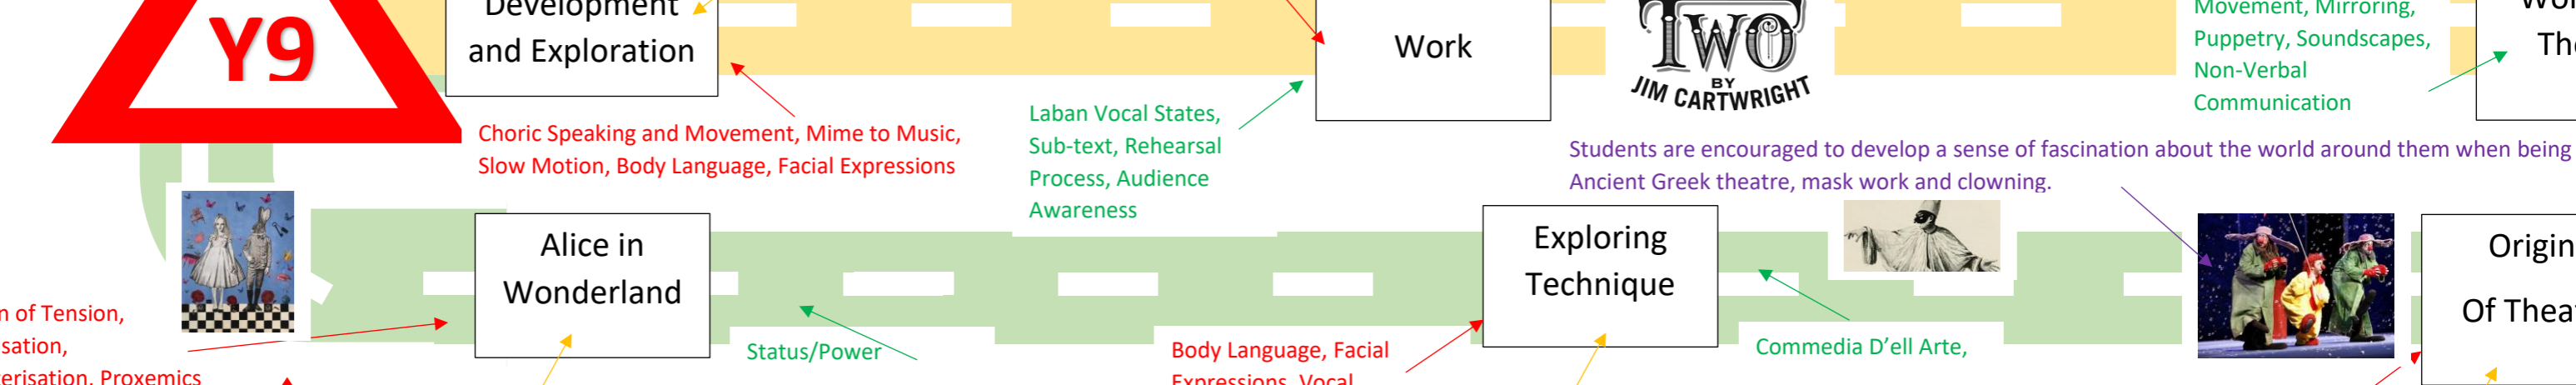 Development
and Exploration
Y9
Work
TWO
BY
JIM CARTWRIGHT
Movement, Mirroring,
Puppetry, Soundscapes,
Non-Verbal
Communication
Choric Speaking and Movement, Mime to Music,
Slow Motion, Body Language, Facial Expressions
Laban Vocal States,
Sub-text, Rehearsal
Process, Audience
Awareness
Students are encouraged to develop a sense of fascination about the world around them when being
Ancient Greek theatre, mask work and clowning.
Alice in
Wonderland
Exploring
Technique
Origin
Of Thea
of Tension,
Status/Power
Body Language, Facial
Expressions, Vocal
Commedia D'ell Arte,
Proxemics